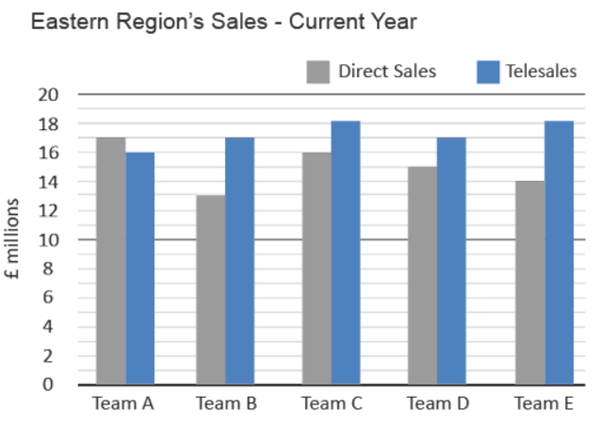 Eastern Region’s Sales - Current Year
Direct Sales
Telesales
£ millions
20
18
16
14
12
10
8
6
4
2
0
Team A
Team B
Team C
Team D
Team E